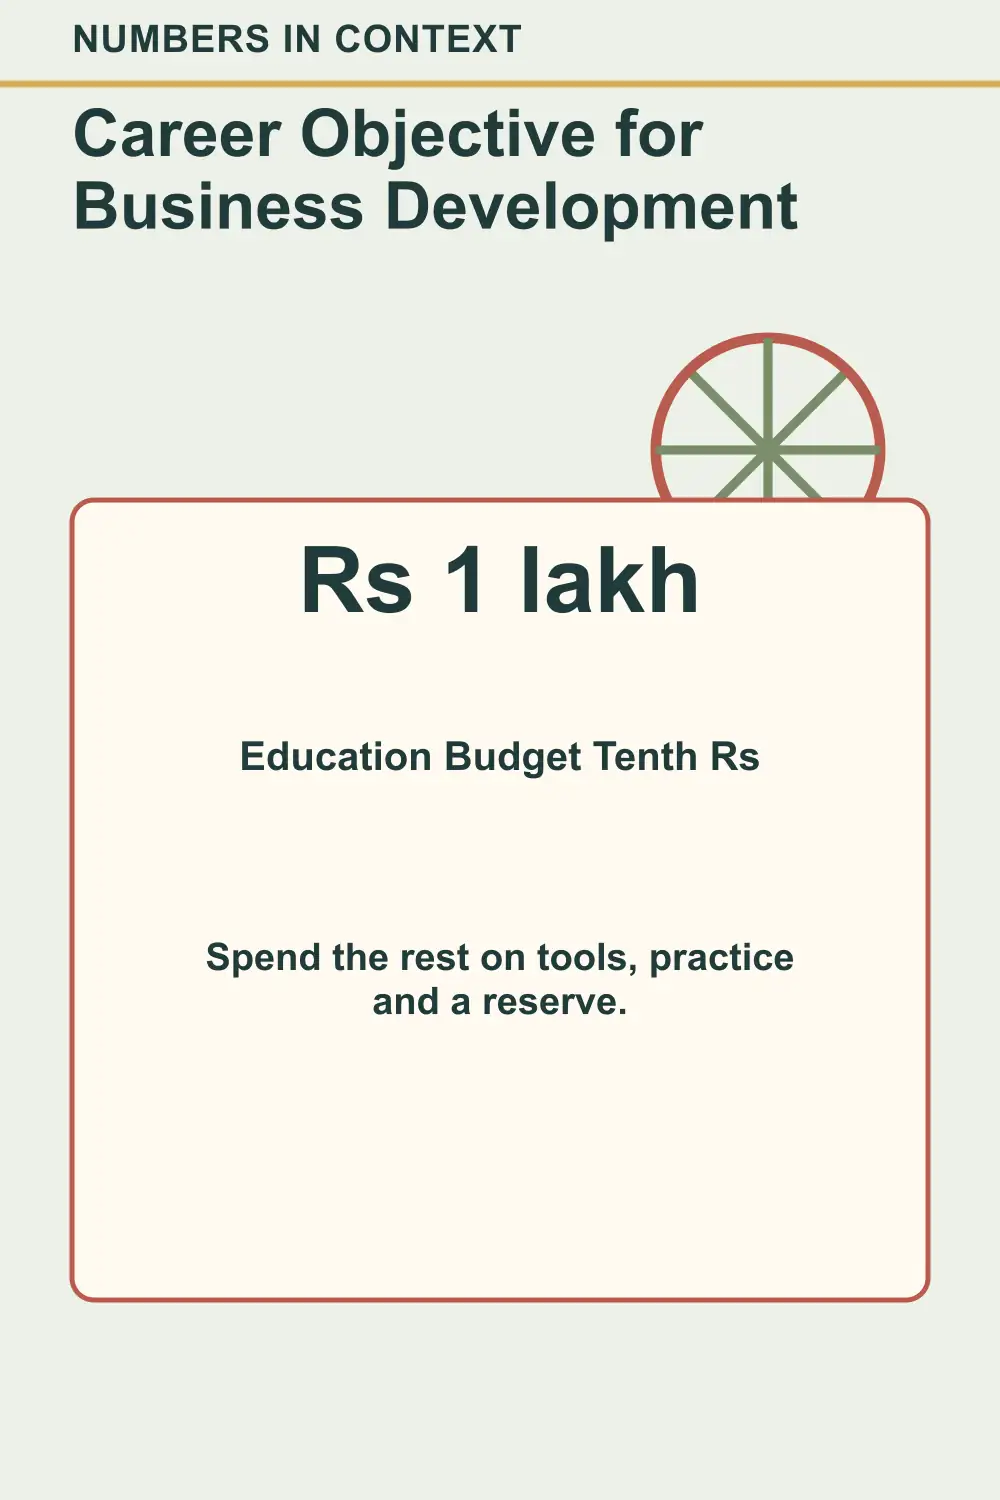 NUMBERS IN CONTEXT
Career Objective for
Business Development
Rs 1 lakh
Education Budget Tenth Rs
Spend the rest on tools, practice
and a reserve.